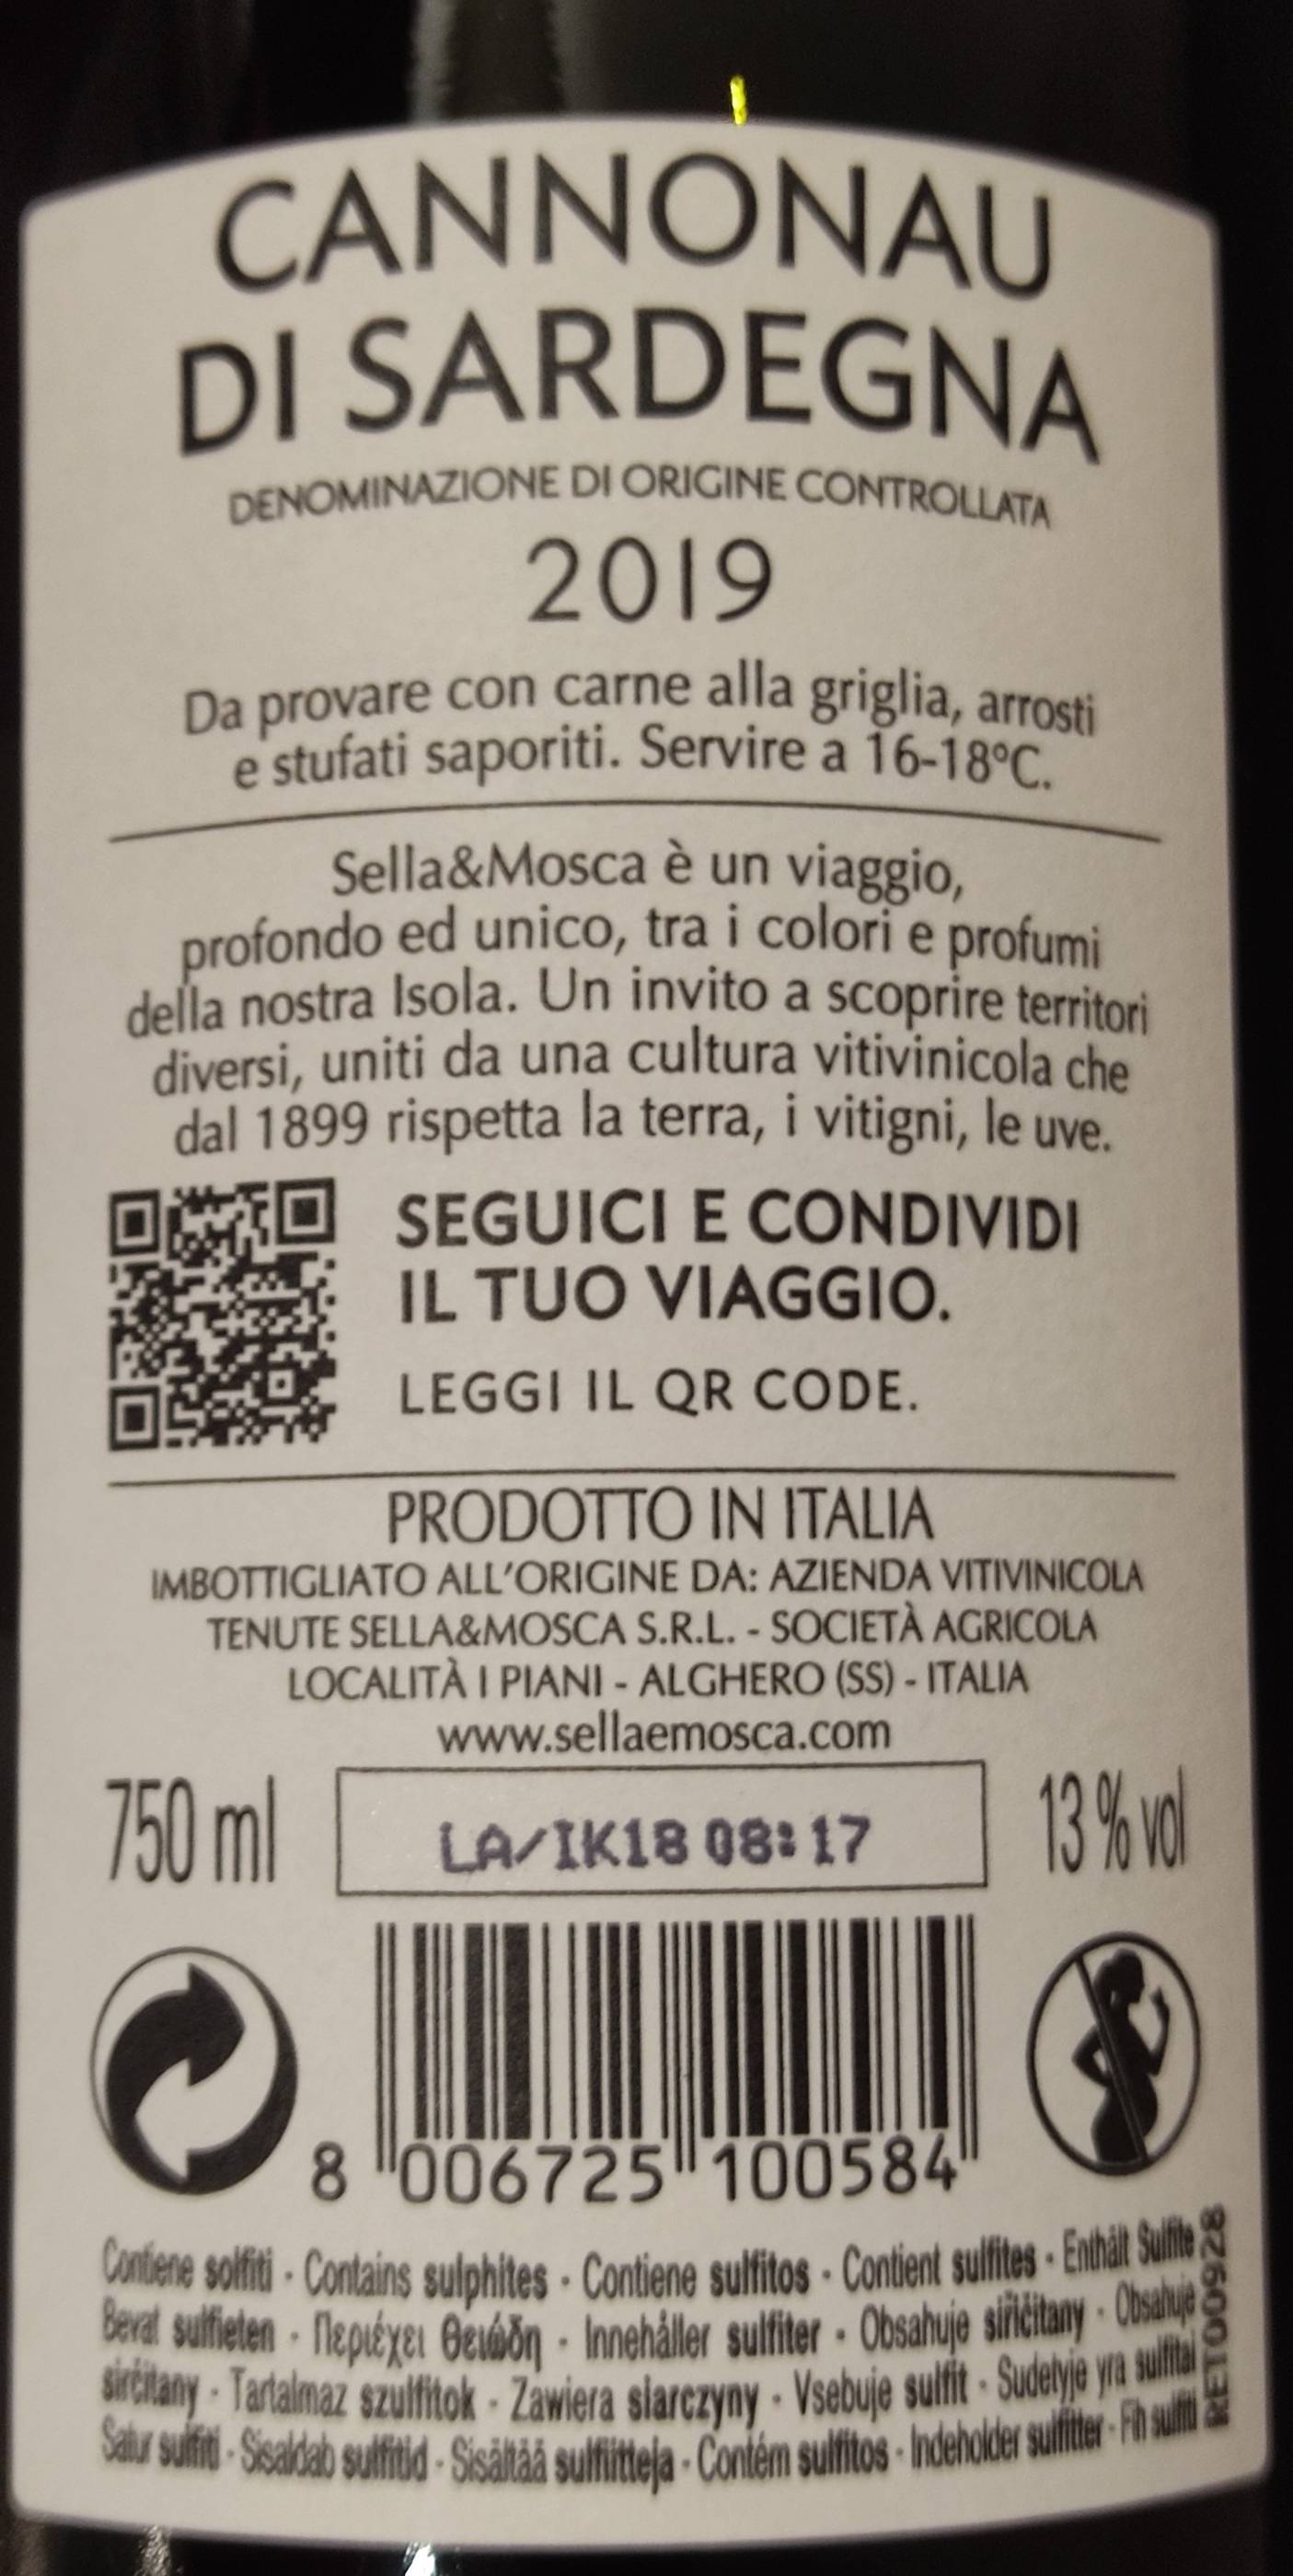 CANNONAU
DI SARDEGNA
DENOMINAZIONE DI ORIGINE CONTROLLATA
2019
Da provare con carne alla griglia, arrosti
e stufati saporiti. Servire a 16-18°C.
Sella&Mosca è un viaggio,
profondo ed unico, tra i colori e profumi
della nostra Isola. Un invito a scoprire territori
diversi, uniti da una cultura vitivinicola che
dal 1899 rispetta la terra, i vitigni, le uve.
SEGUICI E CONDIVIDI
IL TUO VIAGGIO.
LEGGI IL QR CODE.
PRODOTTO IN ITALIA
IMBOTTIGLIATO ALL'ORIGINE DA: AZIENDA VITIVINICOLA
TENUTE SELLA&MOSCA S.R.L. - SOCIETÀ AGRICOLA
LOCALITÀ I PIANI - ALGHERO (SS) - ITALIA
www.sellaemosca.com
750 ml
LA/IK18 08:17
13 % vol
8 006725 100584
Contiene solfiti - Contains sulphites - Contiene sulfitos - Contient sulfites - Enthält Sulfite
Bevat sulfieten - Περιέχει Θειώδη - Innehåller sulfiter - Obsahuje siřičitany - Obsahuje
siričitany - Tartalmaz szulfitok - Zawiera siarczyny - Vsebuje sulfit - Sudetyje yra sulfitai
Satur sulfīti - Sisaldab sulfitid - Sisältää sulfiitteja - Contém sulfitos - Indeholder sulfitter - Fih sulfiti
RET00928